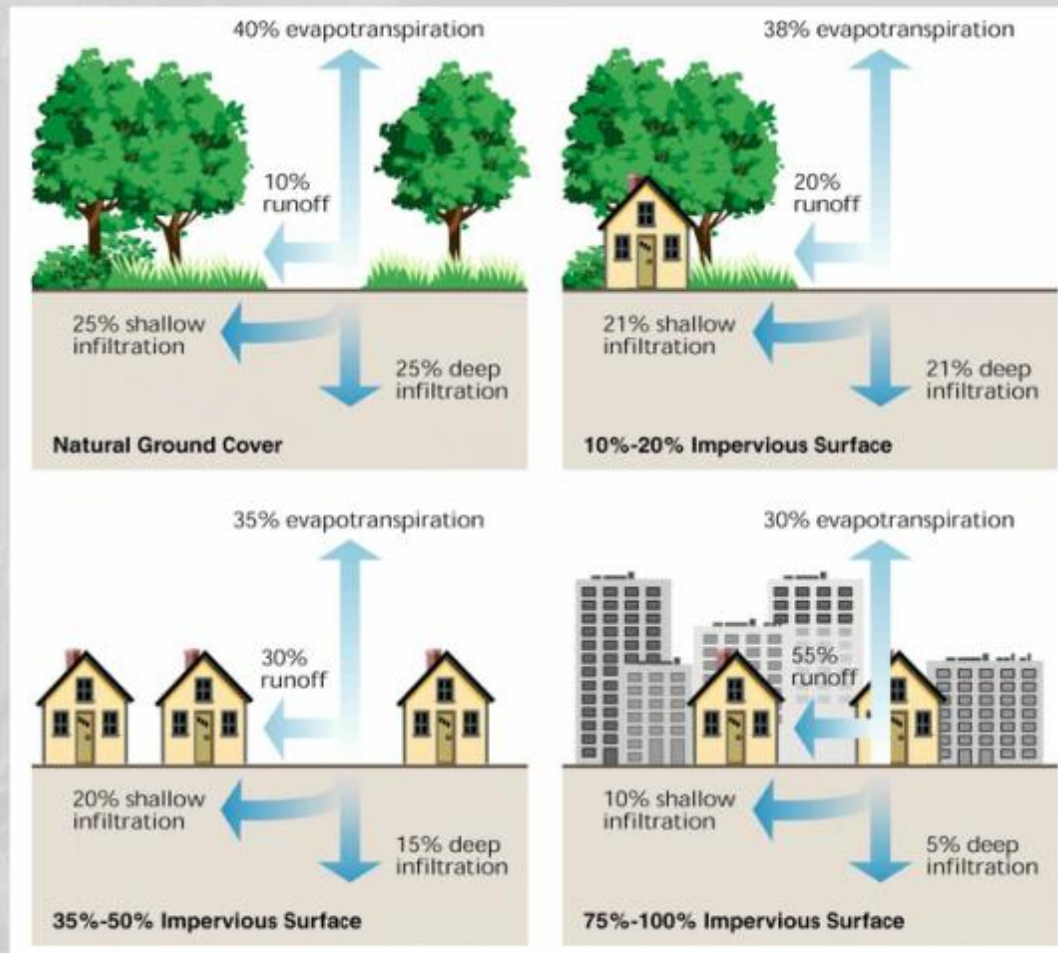 40% evapotranspiration
10%
runoff
25% shallow
infiltration
25% deep
infiltration
Natural Ground Cover
38% evapotranspiration
20%
runoff
21% shallow
infiltration
21% deep
infiltration
10%-20% Impervious Surface
35% evapotranspiration
30%
runoff
20% shallow
infiltration
15% deep
infiltration
35%-50% Impervious Surface
30% evapotranspiration
55%
runoff
10% shallow
infiltration
5% deep
infiltration
75%-100% Impervious Surface